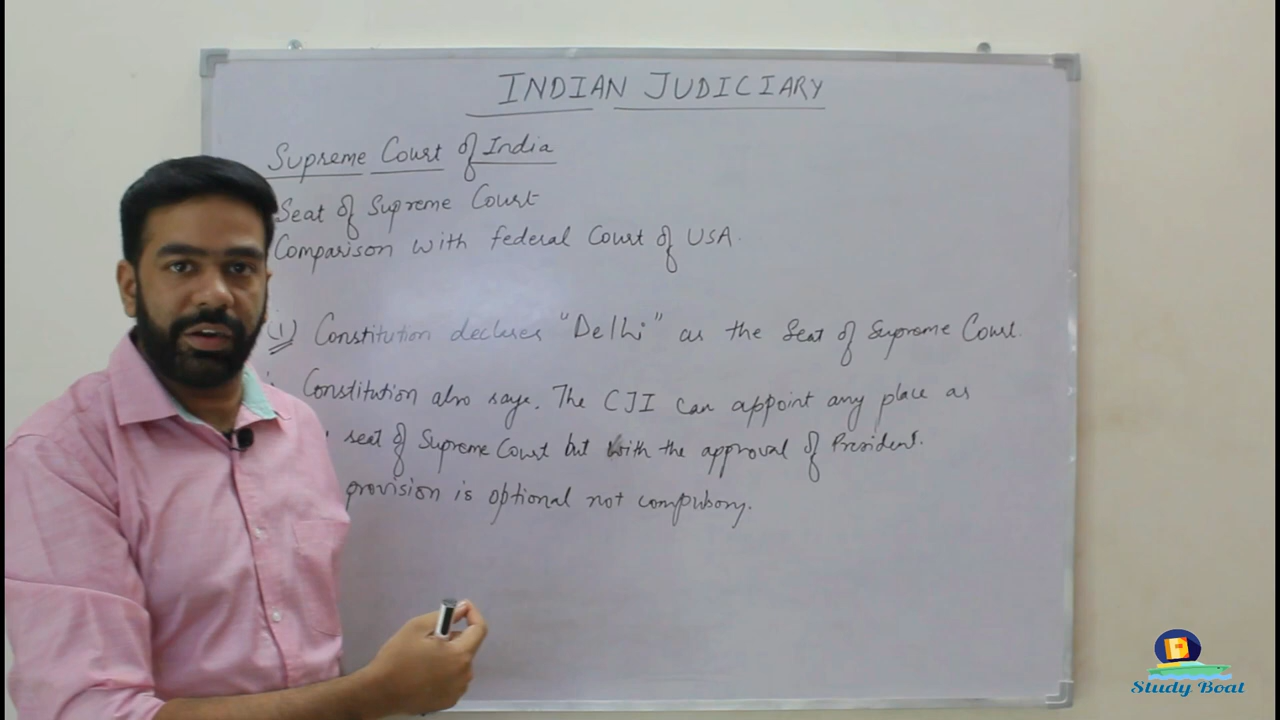 INDIAN JUDICIARY
Supreme Court of India
Seat of Supreme Court
Comparison with federal Court of USA.
(1) Constitution declares "Delhi" as the Seat of Supreme Court.
Constitution also says. The CJI can appoint any place as
seat of Supreme Court but with the approval of President.
provision is optional not compulsory.
Study Boat